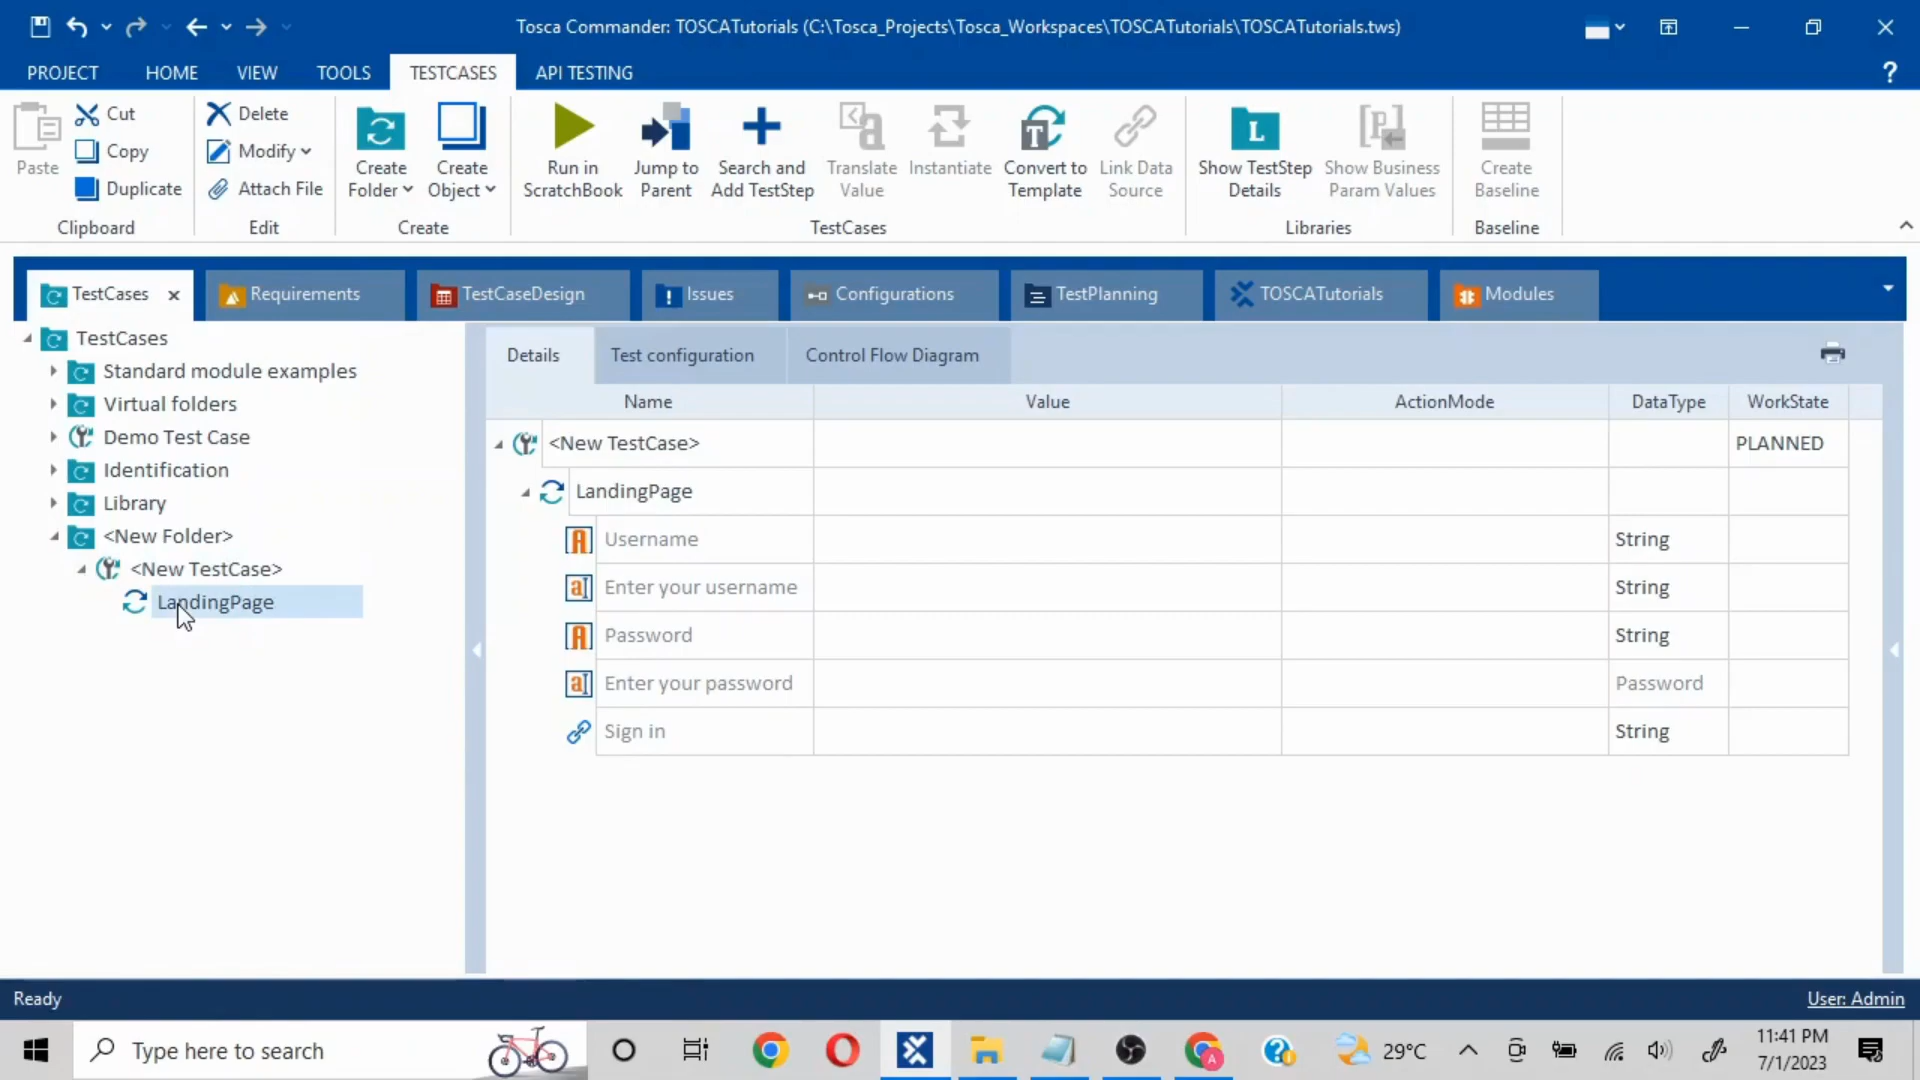 Tosca Commander: TOSCATutorials (C:\Tosca_Projects\Tosca_Workspaces\TOSCATutorials\TOSCATutorials.tws)
PROJECT HOME VIEW TOOLS TESTCASES API TESTING ?
Paste
Cut
Copy
Duplicate
Clipboard
Delete
Modify
Attach File
Edit
Create
Folder
Create
Object
Create
Run in
ScratchBook
Jump to
Parent
Search and
Add TestStep
Translate
Value
Instantiate
Convert to
Template
Link Data
Source
TestCases
Show TestStep
Details
Show Business
Param Values
Libraries
Create
Baseline
Baseline
TestCases x Requirements TestCaseDesign Issues Configurations TestPlanning TOSCATutorials Modules
TestCases
Standard module examples
Virtual folders
Demo Test Case
Identification
Library
<New Folder>
<New TestCase>
LandingPage
Details Test configuration Control Flow Diagram
Name Value ActionMode DataType WorkState
<New TestCase> PLANNED
LandingPage
Username String
Enter your username String
Password String
Enter your password Password
Sign in String
Ready User: Admin
Type here to search 29°C 11:41 PM
7/1/2023